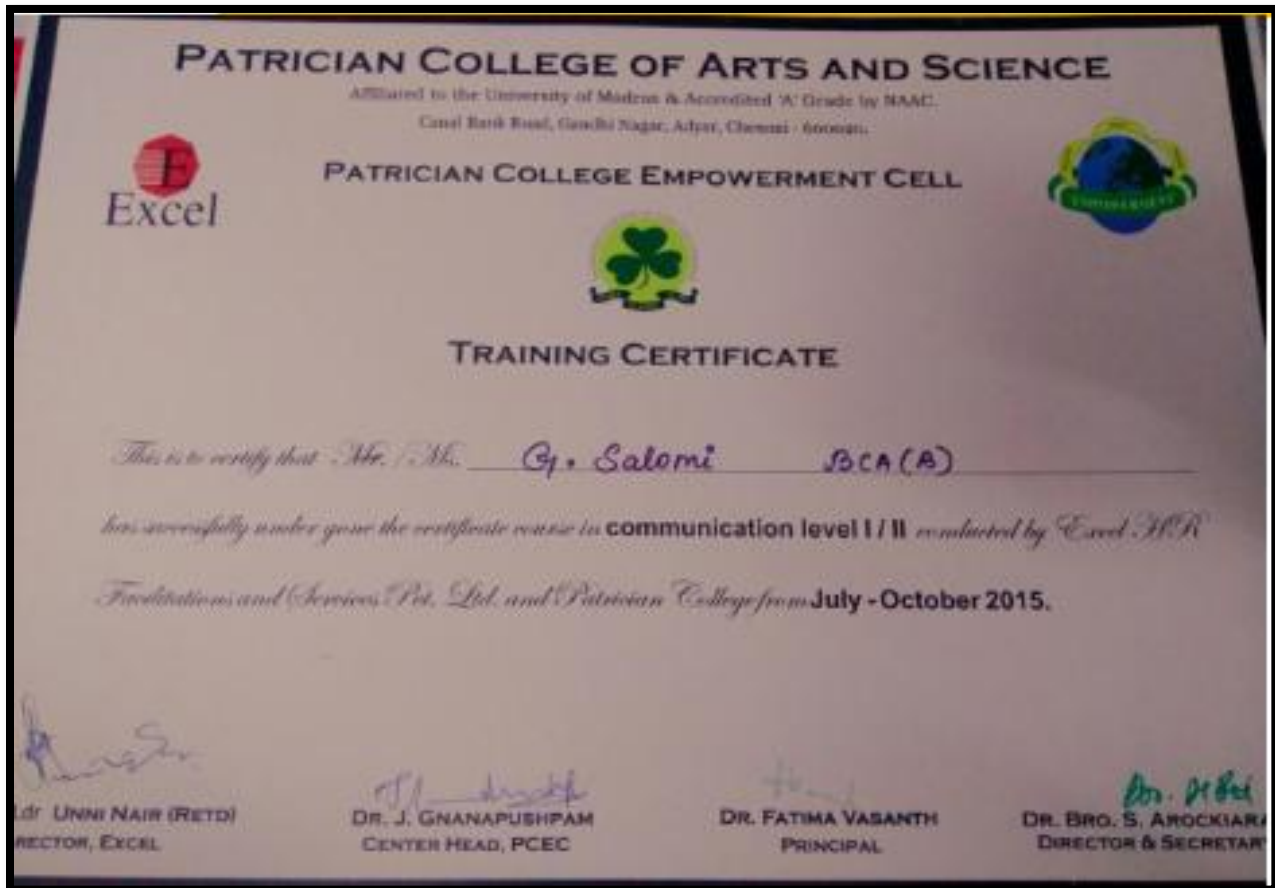 PATRICIAN COLLEGE OF ARTS AND SCIENCE
Affiliated to the University of Madras & Accredited 'A' Grade by NAAC.
Canal Bank Road, Gandhi Nagar, Adyar, Chennai - 600020.
E
Excel
PATRICIAN COLLEGE EMPOWERMENT CELL
EMPOWERMENT
TRAINING CERTIFICATE
This is to certify that Mr. / Ms. G. Salomi BCA(B)
has successfully under gone the certificate course in communication level I / II conducted by Excel HR
Facilitations and Services Pvt. Ltd. and Patrician College from July - October 2015.
dr UNNI NAIR (RETD) DR. J. GNANAPUSHPAM DR. FATIMA VASANTH DR. BRO. S. AROCKIARA
RECTOR, EXCEL CENTER HEAD, PCEC PRINCIPAL DIRECTOR & SECRETAR